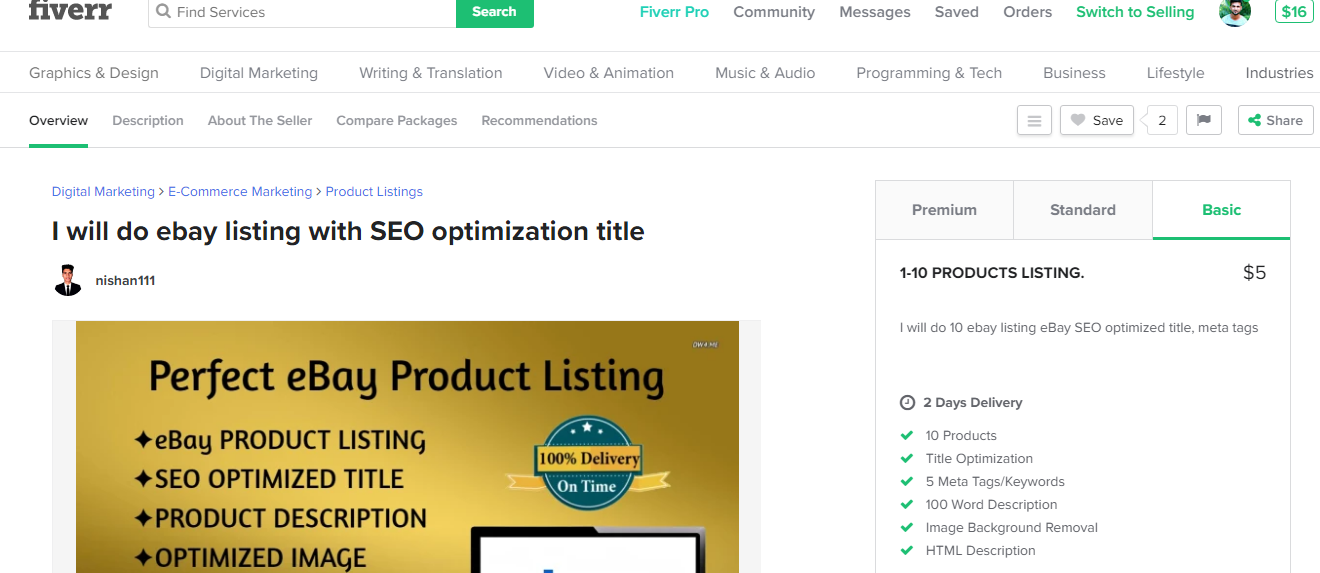 fiverr
Find Services
Search
Fiverr Pro Community Messages Saved Orders Switch to Selling $16
Graphics & Design Digital Marketing Writing & Translation Video & Animation Music & Audio Programming & Tech Business Lifestyle Industries
Overview Description About The Seller Compare Packages Recommendations
Save 2 Share
Digital Marketing > E-Commerce Marketing > Product Listings
I will do ebay listing with SEO optimization title
nishan111
Perfect eBay Product Listing
✦eBay PRODUCT LISTING
✦SEO OPTIMIZED TITLE
✦PRODUCT DESCRIPTION
✦OPTIMIZED IMAGE
100% Delivery
On Time
Premium Standard Basic
1-10 PRODUCTS LISTING. $5
I will do 10 ebay listing eBay SEO optimized title, meta tags
2 Days Delivery
10 Products
Title Optimization
5 Meta Tags/Keywords
100 Word Description
Image Background Removal
HTML Description